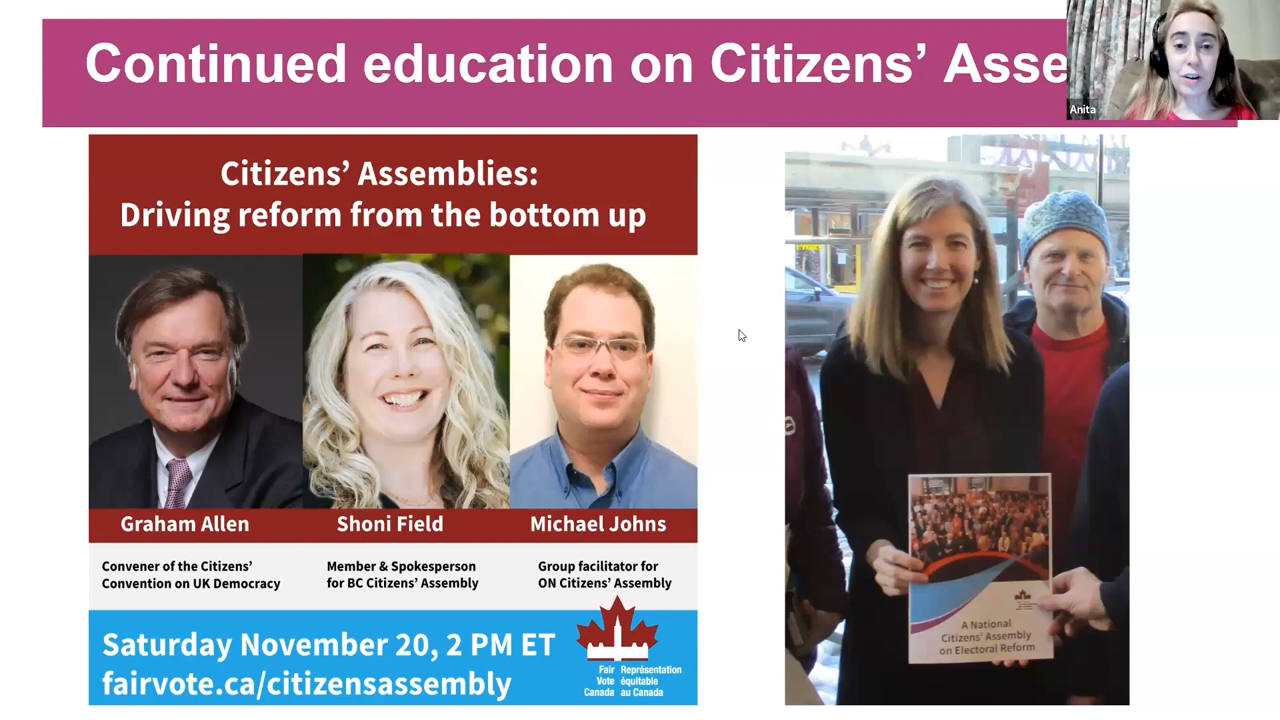 Continued education on Citizens’ Asse
Anita
Citizens’ Assemblies:
Driving reform from the bottom up
Graham Allen
Shoni Field
Michael Johns
Convener of the Citizens’
Convention on UK Democracy
Member & Spokesperson
for BC Citizens’ Assembly
Group facilitator for
ON Citizens’ Assembly
Saturday November 20, 2 PM ET
fairvote.ca/citizensassembly
Fair
Vote
Canada
Représentation
équitable
au Canada
A National
Citizens’ Assembly
on Electoral Reform